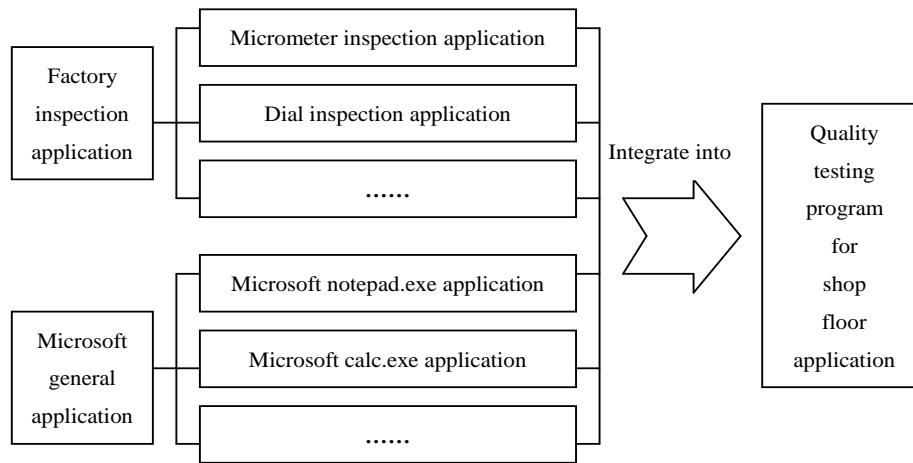 Factory
inspection
application
Micrometer inspection application
Dial inspection application
......
Microsoft
general
application
Microsoft notepad.exe application
Microsoft calc.exe application
......
Integrate into
Quality
testing
program
for
shop
floor
application